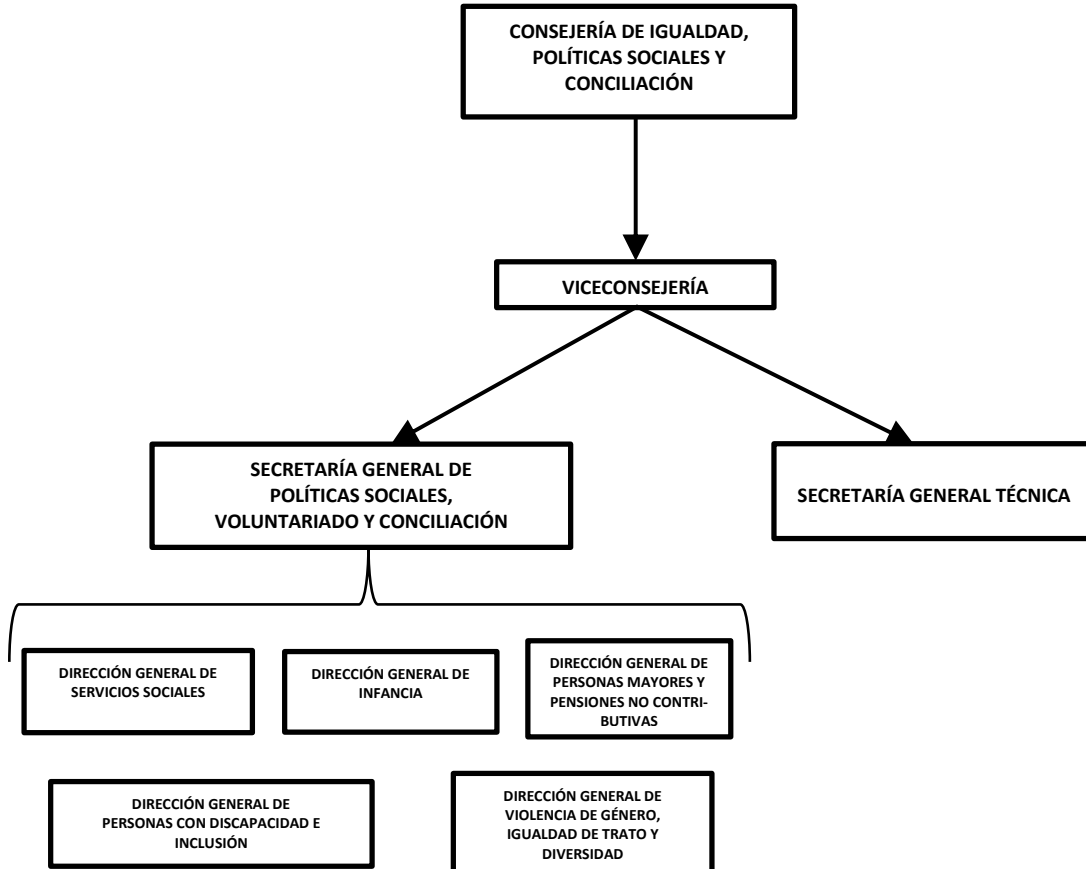 CONSEJERÍA DE IGUALDAD,
POLÍTICAS SOCIALES Y
CONCILIACIÓN
VICECONSEJERÍA
SECRETARÍA GENERAL DE
POLÍTICAS SOCIALES,
VOLUNTARIADO Y CONCILIACIÓN
SECRETARÍA GENERAL TÉCNICA
DIRECCIÓN GENERAL DE
SERVICIOS SOCIALES
DIRECCIÓN GENERAL DE
INFANCIA
DIRECCIÓN GENERAL DE
PERSONAS MAYORES Y
PENSIONES NO CONTRI-
BUTIVAS
DIRECCIÓN GENERAL DE
PERSONAS CON DISCAPACIDAD E
INCLUSIÓN
DIRECCIÓN GENERAL DE
VIOLENCIA DE GÉNERO,
IGUALDAD DE TRATO Y
DIVERSIDAD